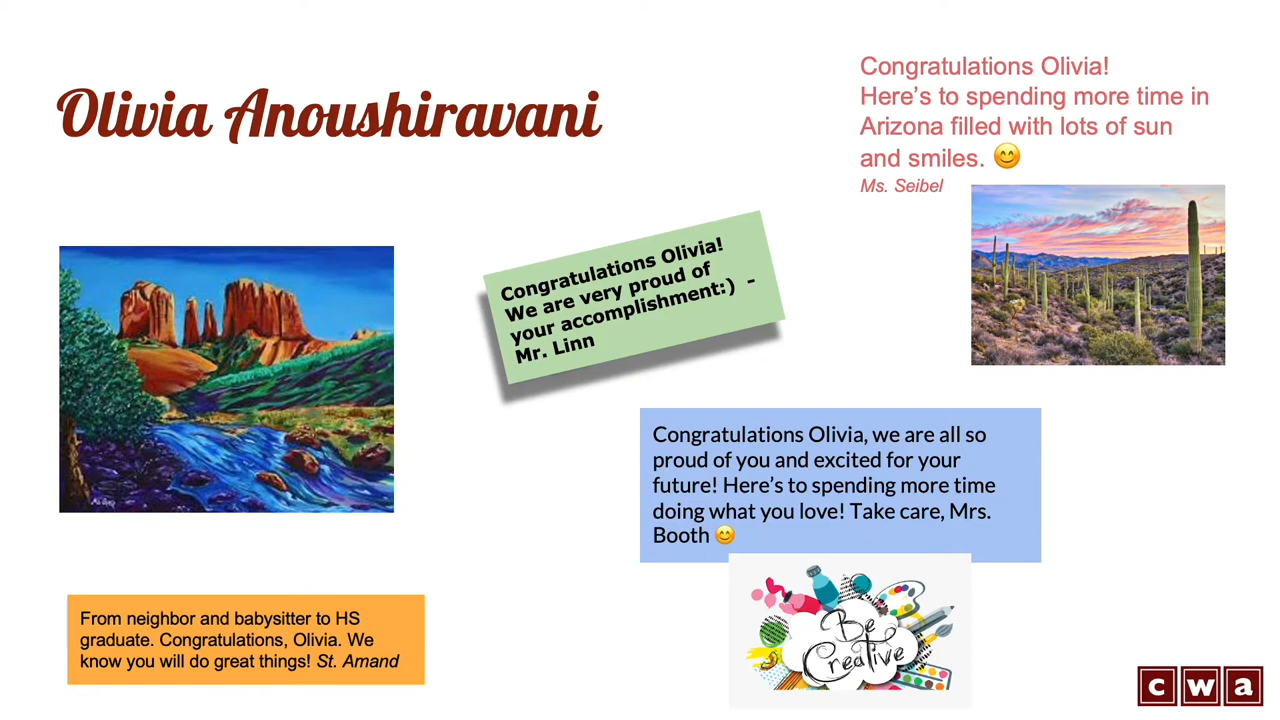 Olivia Anoushiravani
Congratulations Olivia!
Here’s to spending more time in
Arizona filled with lots of sun
and smiles. 😊
Ms. Seibel
Congratulations Olivia!
We are very proud of
your accomplishment:) -
Mr. Linn
Congratulations Olivia, we are all so
proud of you and excited for your
future! Here’s to spending more time
doing what you love! Take care, Mrs.
Booth 😊
Be
Creative
From neighbor and babysitter to HS
graduate. Congratulations, Olivia. We
know you will do great things! St. Amand
cwa